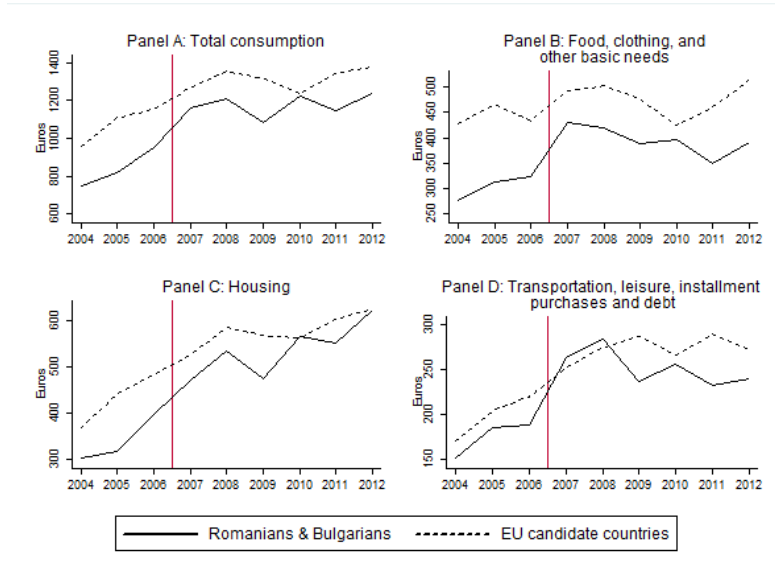 Panel A: Total consumption
Euros
1400
1200
1000
800
600
2004 2005 2006 2007 2008 2009 2010 2011 2012
Panel B: Food, clothing, and
other basic needs
Euros
500
450
400
350
300
250
2004 2005 2006 2007 2008 2009 2010 2011 2012
Panel C: Housing
Euros
600
500
400
300
2004 2005 2006 2007 2008 2009 2010 2011 2012
Panel D: Transportation, leisure, installment
purchases and debt
Euros
300
250
200
150
2004 2005 2006 2007 2008 2009 2010 2011 2012
Romanians & Bulgarians EU candidate countries